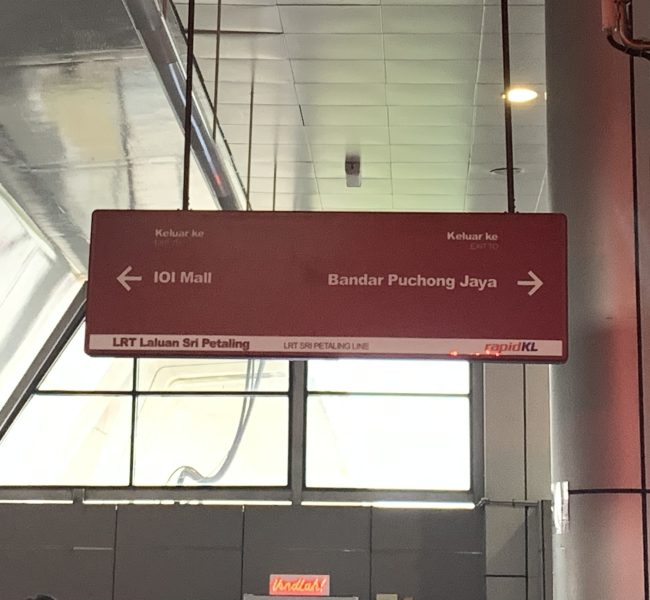 Keluar ke
Keluar ke
EXIT TO
← IOI Mall
Bandar Puchong Jaya →
LRT Laluan Sri Petaling
LRT SRI PETALING LINE
rapidKL